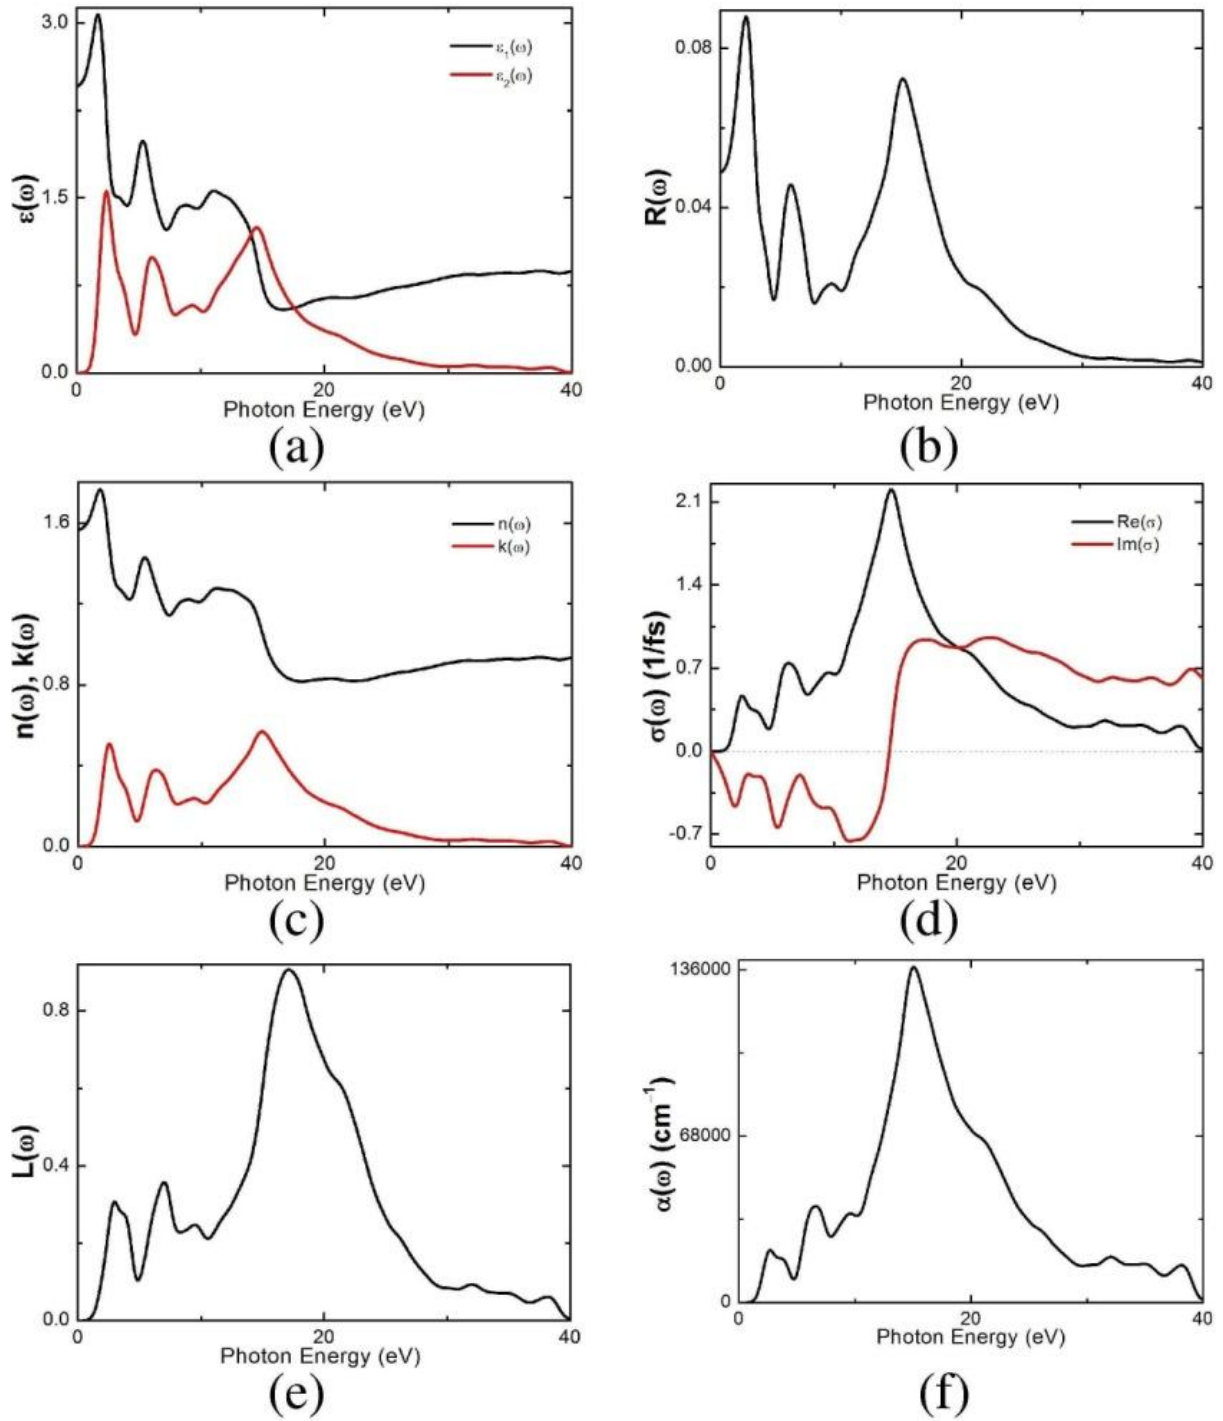 3.0
1.5
0.0
ε(ω)
ε₁(ω)
ε₂(ω)
0
20
40
Photon Energy (eV)
(a)
0.08
0.04
0.00
R(ω)
0
20
40
Photon Energy (eV)
(b)
1.6
0.8
0.0
n(ω), k(ω)
n(ω)
k(ω)
0
20
40
Photon Energy (eV)
(c)
2.1
1.4
0.7
0.0
-0.7
σ(ω) (1/fs)
Re(σ)
Im(σ)
0
20
40
Photon Energy (eV)
(d)
0.8
0.4
0.0
L(ω)
0
20
40
Photon Energy (eV)
(e)
136000
68000
0
α(ω) (cm⁻¹)
0
20
40
Photon Energy (eV)
(f)